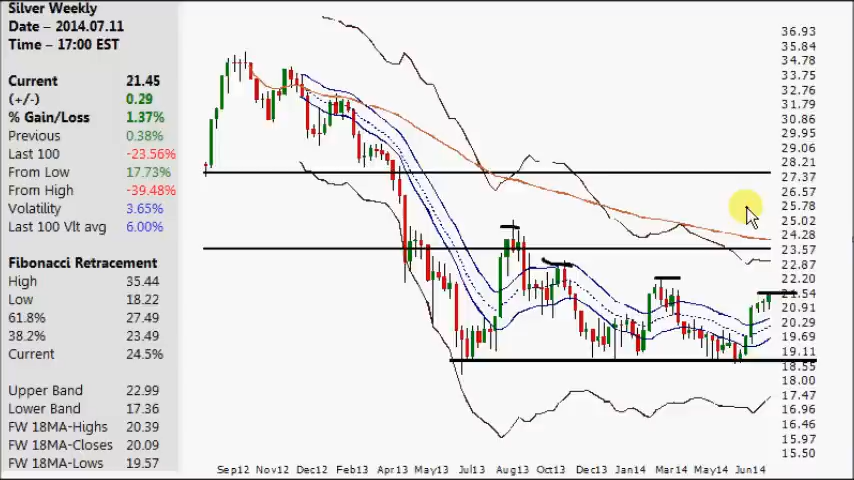 Silver Weekly
Date – 2014.07.11
Time – 17:00 EST
Current 21.45
(+/-) 0.29
% Gain/Loss 1.37%
Previous 0.38%
Last 100 -23.56%
From Low 17.73%
From High -39.48%
Volatility 3.65%
Last 100 Vlt avg 6.00%
Fibonacci Retracement
High 35.44
Low 18.22
61.8% 27.49
38.2% 23.49
Current 24.5%
Upper Band 22.99
Lower Band 17.36
FW 18MA-Highs 20.39
FW 18MA-Closes 20.09
FW 18MA-Lows 19.57
36.93
35.84
34.78
33.75
32.76
31.79
30.86
29.95
29.06
28.21
27.37
26.57
25.78
25.02
24.28
23.57
22.87
22.20
21.54
20.91
20.29
19.69
19.11
18.55
18.00
17.47
16.96
16.46
15.97
15.50
Sep12 Nov12 Dec12 Feb13 Apr13 May13 Jul13 Aug13 Oct13 Dec13 Jan14 Mar14 May14 Jun14